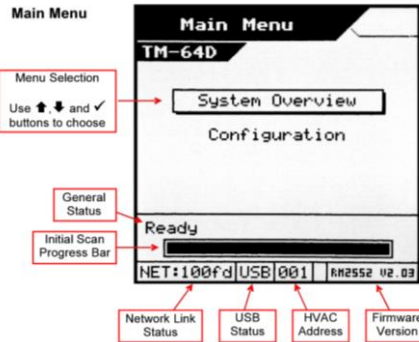 Main Menu
Main Menu
TM-64D
Menu Selection
Use ⬆, ⬇ and ✓
buttons to choose
System Overview
Configuration
General
Status
Ready
Initial Scan
Progress Bar
NET:100fd USB 001 RM2552 V2.03
Network Link
Status
USB
Status
HVAC
Address
Firmware
Version